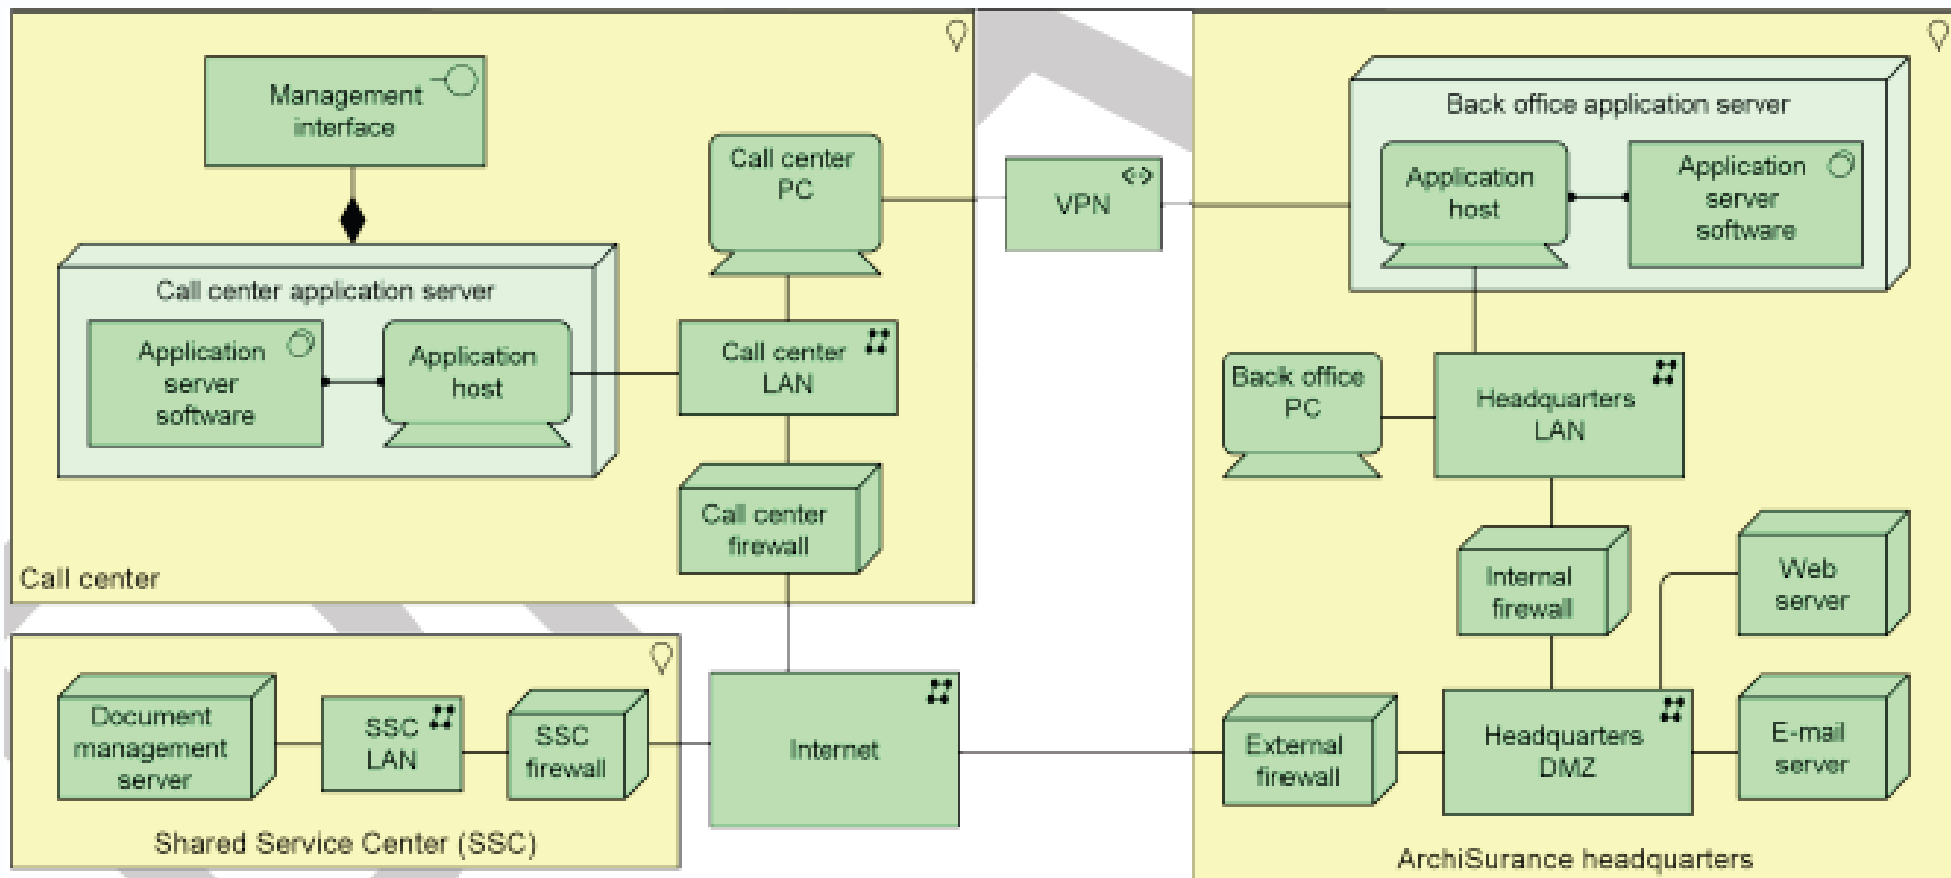 Management
interface
Call center
PC
Call center application server
Application
server
software
Application
host
Call center
LAN
Call center
firewall
Call center
VPN
Back office application server
Application
host
Application
server
software
Back office
PC
Headquarters
LAN
Internal
firewall
Web
server
External
firewall
Headquarters
DMZ
E-mail
server
ArchiSurance headquarters
Document
management
server
SSC
LAN
SSC
firewall
Shared Service Center (SSC)
Internet